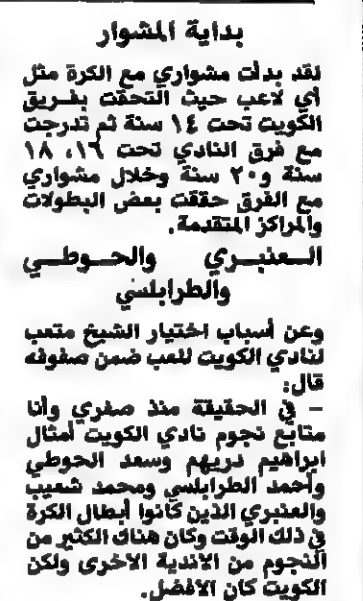 بداية المشوار
لقد بدأت مشواري مع الكرة مثل
أي لاعب حيث التحقت بفريق
الكويت تحت ١٤ سنة ثم تدرجت
مع فرق النادي تحت ١٦، ١٨
سنة و٢٠ سنة وخلال مشواري
مع الفرق حققت بعض البطولات
والمراكز المتقدمة.
العنبري والحوطي
والطرابلسي
وعن أسباب اختيار الشيخ متعب
لنادي الكويت للعب ضمن صفوفه
قال:
– في الحقيقة منذ صغري وأنا
متابع نجوم نادي الكويت أمثال
ابراهيم دريهم وسعد الحوطي
وأحمد الطرابلسي ومحمد شعيب
والعنبري الذين كانوا أبطال الكرة
في ذلك الوقت وكان هناك الكثير من
النجوم من الاندية الاخرى ولكن
الكويت كان الافضل.